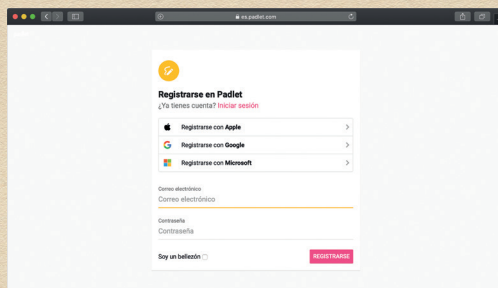 es.padlet.com
Registrarse en Padlet
¿Ya tienes cuenta? Iniciar sesión
Registrarse con Apple
Registrarse con Google
Registrarse con Microsoft
Correo electrónico
Correo electrónico
Contraseña
Contraseña
Soy un bellezón
REGISTRARSE